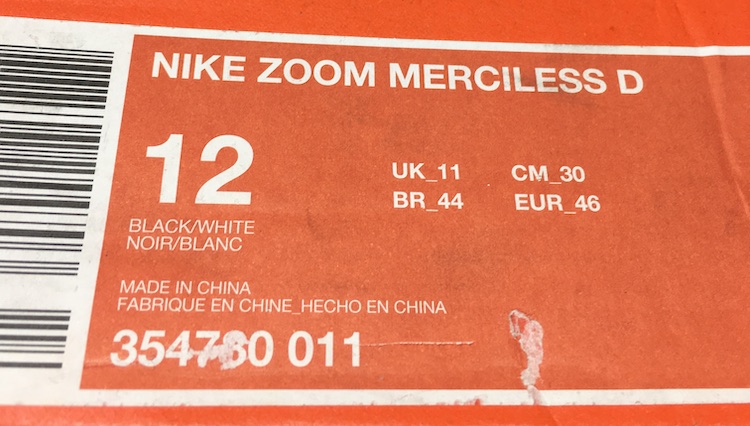 NIKE ZOOM MERCILESS D
12
UK_11 CM_30
BR_44 EUR_46
BLACK/WHITE
NOIR/BLANC
MADE IN CHINA
FABRIQUE EN CHINE_HECHO EN CHINA
011